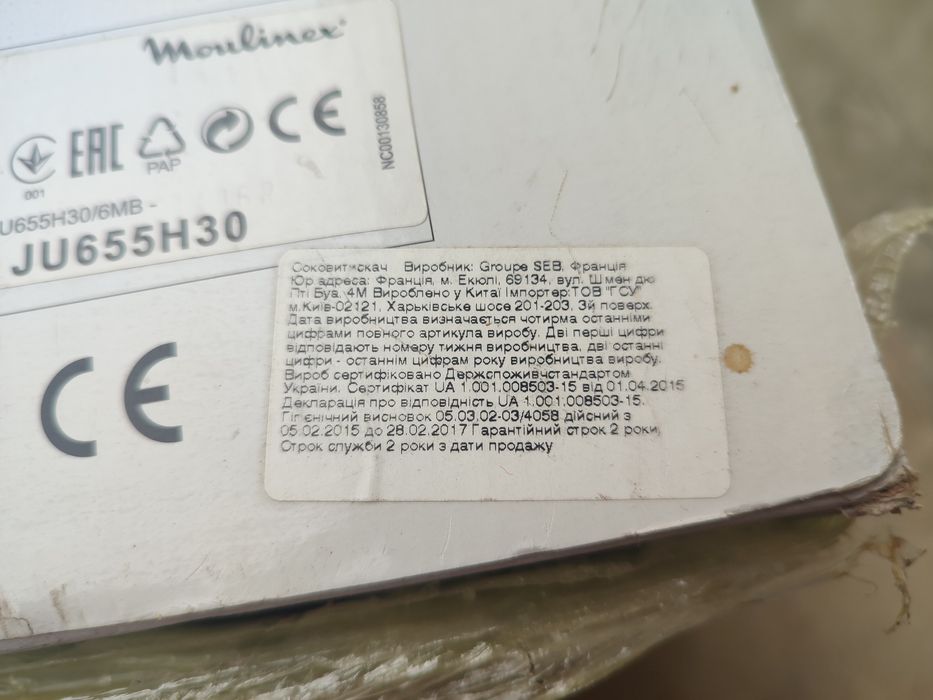 Moulinex
EAC
CE
001
PAP
NC00130858
U655H30/6MB -
JU655H30
CE
Соковитискач Виробник: Groupe SEB, Франція
Юр адреса: Франція, м. Екюлі, 69134, вул. Шмен дю
Пті Буа, 4М Вироблено у Китаї Імпортер:ТОВ "ГСУ"
м.Київ-02121, Харьківське шосе 201-203, 3й поверх.
Дата виробництва визначається чотирма останніми
цифрами повного артикула виробу. Дві перші цифри
відповідають номеру тижня виробництва, дві останні
цифри - останнім цифрам року виробництва виробу.
Вироб сертифіковано Держспоживчстандартом
України. Сертифікат UA 1.001.008503-15 від 01.04.2015
Декларація про відповідність UA 1.001.008503-15.
Гігієнічний висновок 05.03.02-03/4058 дійсний з
05.02.2015 до 28.02.2017 Гарантійний строк 2 роки,
Строк служби 2 роки з дати продажу